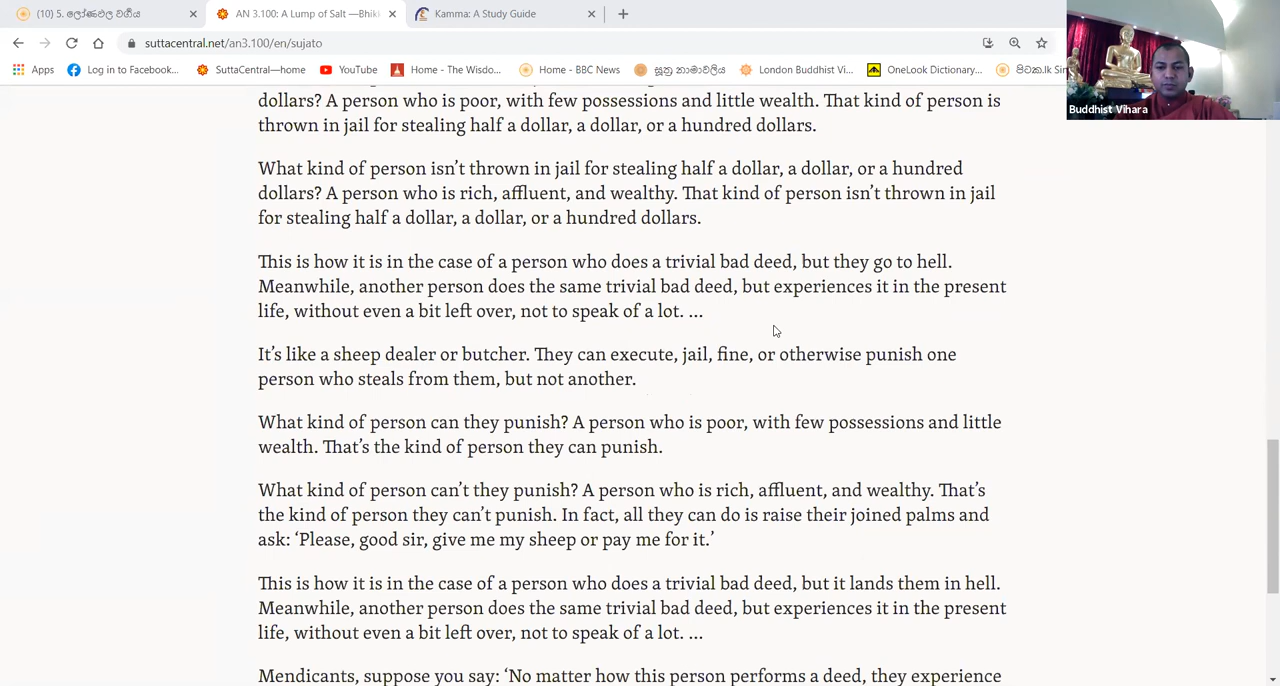 (10) 5. ලෝණඵල වර්ගය
AN 3.100: A Lump of Salt —Bhikk
Kamma: A Study Guide
suttacentral.net/an3.100/en/sujato
Apps
Log in to Facebook...
SuttaCentral—home
YouTube
Home - The Wisdo...
Home - BBC News
සූත්‍ර නාමාවලිය
London Buddhist Vi...
OneLook Dictionary...
පිටක.lk Sin
Buddhist Vihara
dollars? A person who is poor, with few possessions and little wealth. That kind of person is
thrown in jail for stealing half a dollar, a dollar, or a hundred dollars.
What kind of person isn’t thrown in jail for stealing half a dollar, a dollar, or a hundred
dollars? A person who is rich, affluent, and wealthy. That kind of person isn’t thrown in jail
for stealing half a dollar, a dollar, or a hundred dollars.
This is how it is in the case of a person who does a trivial bad deed, but they go to hell.
Meanwhile, another person does the same trivial bad deed, but experiences it in the present
life, without even a bit left over, not to speak of a lot. …
It’s like a sheep dealer or butcher. They can execute, jail, fine, or otherwise punish one
person who steals from them, but not another.
What kind of person can they punish? A person who is poor, with few possessions and little
wealth. That’s the kind of person they can punish.
What kind of person can’t they punish? A person who is rich, affluent, and wealthy. That’s
the kind of person they can’t punish. In fact, all they can do is raise their joined palms and
ask: ‘Please, good sir, give me my sheep or pay me for it.’
This is how it is in the case of a person who does a trivial bad deed, but it lands them in hell.
Meanwhile, another person does the same trivial bad deed, but experiences it in the present
life, without even a bit left over, not to speak of a lot. …
Mendicants, suppose you say: ‘No matter how this person performs a deed, they experience